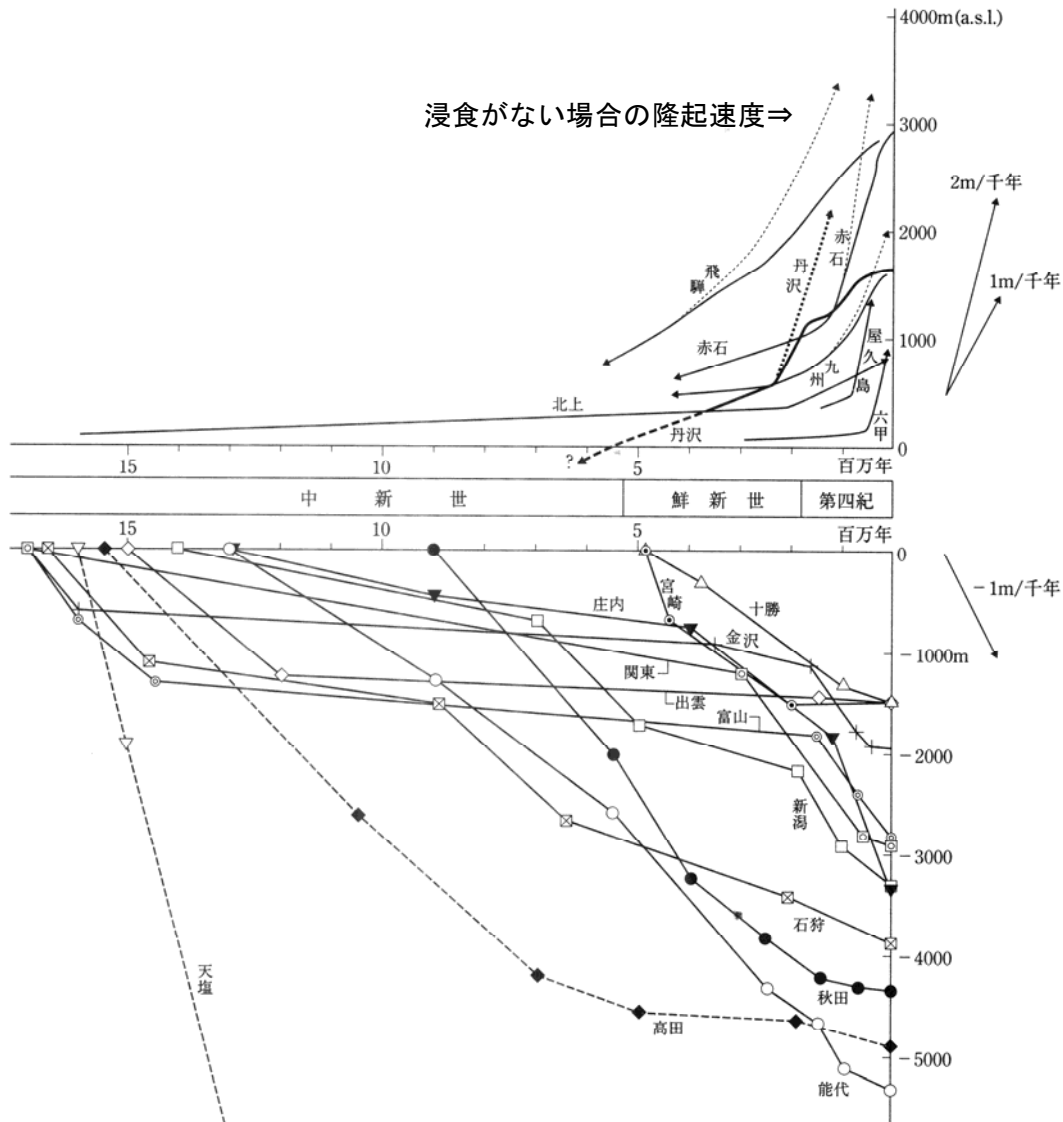 4000m(a.s.l.)
浸食がない場合の隆起速度⇒
3000
2m/千年
2000
1m/千年
飛騨
丹沢
赤石
赤石
1000
屋久島
九州
北上
六甲
丹沢
0
?
15
10
5
百万年
中新世
鮮新世
第四紀
15
10
5
百万年
0
-1m/千年
宮崎
十勝
庄内
金沢
-1000m
関東
出雲
富山
-2000
新潟
-3000
石狩
天塩
-4000
秋田
高田
-5000
能代